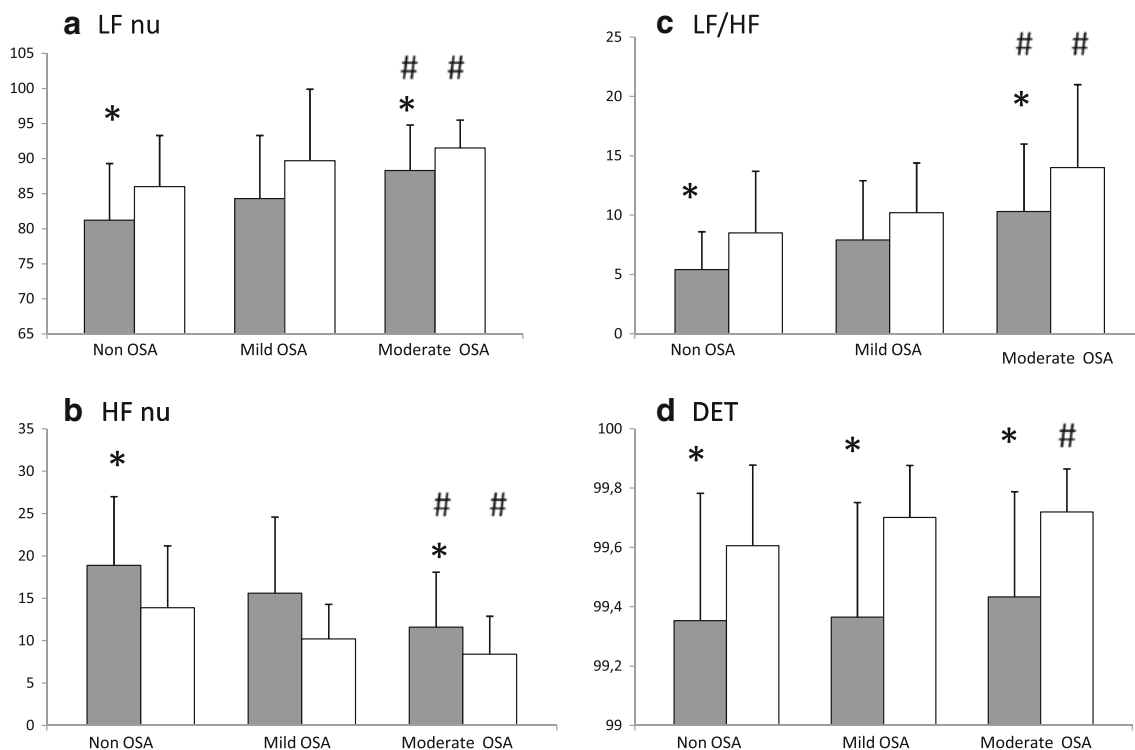 a LF nu
105
100
95
90
85
80
75
70
65
* # # *
Non OSA Mild OSA Moderate OSA
c LF/HF
25
20
15
10
5
0
* # # *
Non OSA Mild OSA Moderate OSA
b HF nu
35
30
25
20
15
10
5
0
* # # *
Non OSA Mild OSA Moderate OSA
d DET
100
99,8
99,6
99,4
99,2
99
* * * #
Non OSA Mild OSA Moderate OSA